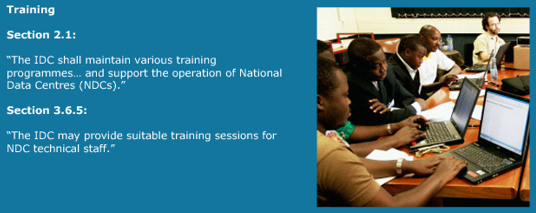 Training
Section 2.1:
“The IDC shall maintain various training
programmes… and support the operation of National
Data Centres (NDCs).”
Section 3.6.5:
“The IDC may provide suitable training sessions for
NDC technical staff.”